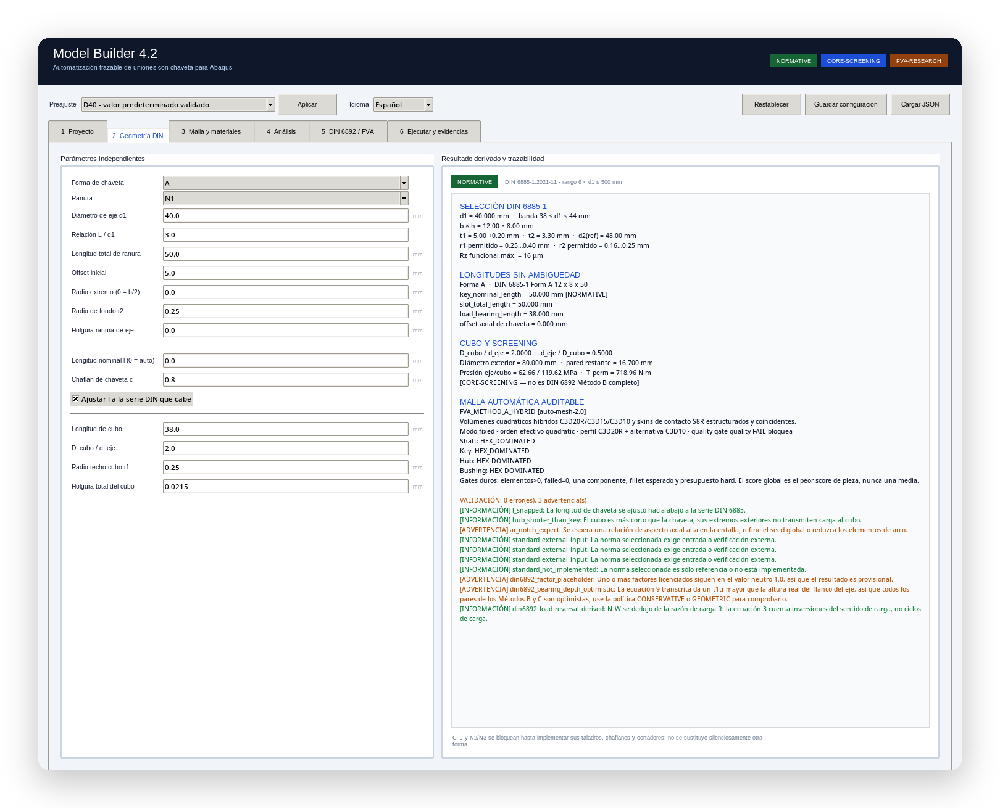 Model Builder 4.2
Automatización trazable de uniones con chaveta para Abaqus
NORMATIVE
CORE-SCREENING
FVA-RESEARCH
Preajuste
D40 - valor predeterminado validado
Aplicar
Idioma
Español
Restablecer
Guardar configuración
Cargar JSON
1 Proyecto
2 Geometría DIN
3 Malla y materiales
4 Análisis
5 DIN 6892 / FVA
6 Ejecutar y evidencias
Parámetros independientes
Forma de chaveta
A
Ranura
N1
Diámetro de eje d1
40.0
mm
Relación L / d1
3.0
Longitud total de ranura
50.0
mm
Offset inicial
5.0
mm
Radio extremo (0 = b/2)
0.0
mm
Radio de fondo r2
0.25
mm
Holgura ranura de eje
0.0
mm
Longitud nominal l (0 = auto)
0.0
mm
Chaflán de chaveta c
0.8
mm
Ajustar l a la serie DIN que cabe
Longitud de cubo
38.0
mm
D_cubo / d_eje
2.0
Radio techo cubo r1
0.25
mm
Holgura total del cubo
0.0215
mm
Resultado derivado y trazabilidad
NORMATIVE
DIN 6885-1:2021-11 · rango 6 < d1 ≤ 500 mm
SELECCIÓN DIN 6885-1
d1 = 40.000 mm · banda 38 < d1 ≤ 44 mm
b × h = 12.00 × 8.00 mm
t1 = 5.00 +0.20 mm · t2 = 3.30 mm · d2(ref) = 48.00 mm
r1 permitido = 0.25…0.40 mm · r2 permitido = 0.16…0.25 mm
Rz funcional máx. = 16 µm
LONGITUDES SIN AMBIGÜEDAD
Forma A · DIN 6885-1 Form A 12 x 8 x 50
key_nominal_length = 50.000 mm [NORMATIVE]
slot_total_length = 50.000 mm
load_bearing_length = 38.000 mm
offset axial de chaveta = 0.000 mm
CUBO Y SCREENING
D_cubo / d_eje = 2.0000 · d_eje / D_cubo = 0.5000
Diámetro exterior = 80.000 mm · pared restante = 16.700 mm
Presión eje/cubo = 62.66 / 119.62 MPa · T_perm = 718.96 N·m
[CORE-SCREENING — no es DIN 6892 Método B completo]
MALLA AUTOMÁTICA AUDITABLE
FVA_METHOD_A_HYBRID [auto-mesh-2.0]
Volúmenes cuadráticos híbridos C3D20R/C3D15/C3D10 y skins de contacto S8R estructurados y coincidentes.
Modo fixed · orden efectivo quadratic · perfil C3D20R + alternativa C3D10 · quality gate quality FAIL bloquea
Shaft: HEX_DOMINATED
Key: HEX_DOMINATED
Hub: HEX_DOMINATED
Bushing: HEX_DOMINATED
Gates duros: elementos>0, failed=0, una componente, fillet esperado y presupuesto hard. El score global es el peor score de pieza, nunca una media.
VALIDACIÓN: 0 error(es), 3 advertencia(s)
[INFORMACIÓN] l_snapped: La longitud de chaveta se ajustó hacia abajo a la serie DIN 6885.
[INFORMACIÓN] hub_shorter_than_key: El cubo es más corto que la chaveta; sus extremos exteriores no transmiten carga al cubo.
[ADVERTENCIA] ar_notch_expect: Se espera una relación de aspecto axial alta en la entalla; refine el seed global o reduzca los elementos de arco.
[INFORMACIÓN] standard_external_input: La norma seleccionada exige entrada o verificación externa.
[INFORMACIÓN] standard_external_input: La norma seleccionada exige entrada o verificación externa.
[INFORMACIÓN] standard_external_input: La norma seleccionada exige entrada o verificación externa.
[INFORMACIÓN] standard_not_implemented: La norma seleccionada es sólo referencia o no está implementada.
[ADVERTENCIA] din6892_factor_placeholder: Uno o más factores licenciados siguen en el valor neutro 1.0, así que el resultado es provisional.
[ADVERTENCIA] din6892_bearing_depth_optimistic: La ecuación 9 transcrita da un t1tr mayor que la altura real del flanco del eje, así que todos los
pares de los Métodos B y C son optimistas; use la política CONSERVATIVE o GEOMETRIC para comprobarlo.
[INFORMACIÓN] din6892_load_reversal_derived: N_W se dedujo de la razón de carga R: la ecuación 3 cuenta inversiones del sentido de carga, no ciclos
de carga.
C–J y N2/N3 se bloquean hasta implementar sus taladros, chaflanes y cortadores; no se sustituye silenciosamente otra
forma.